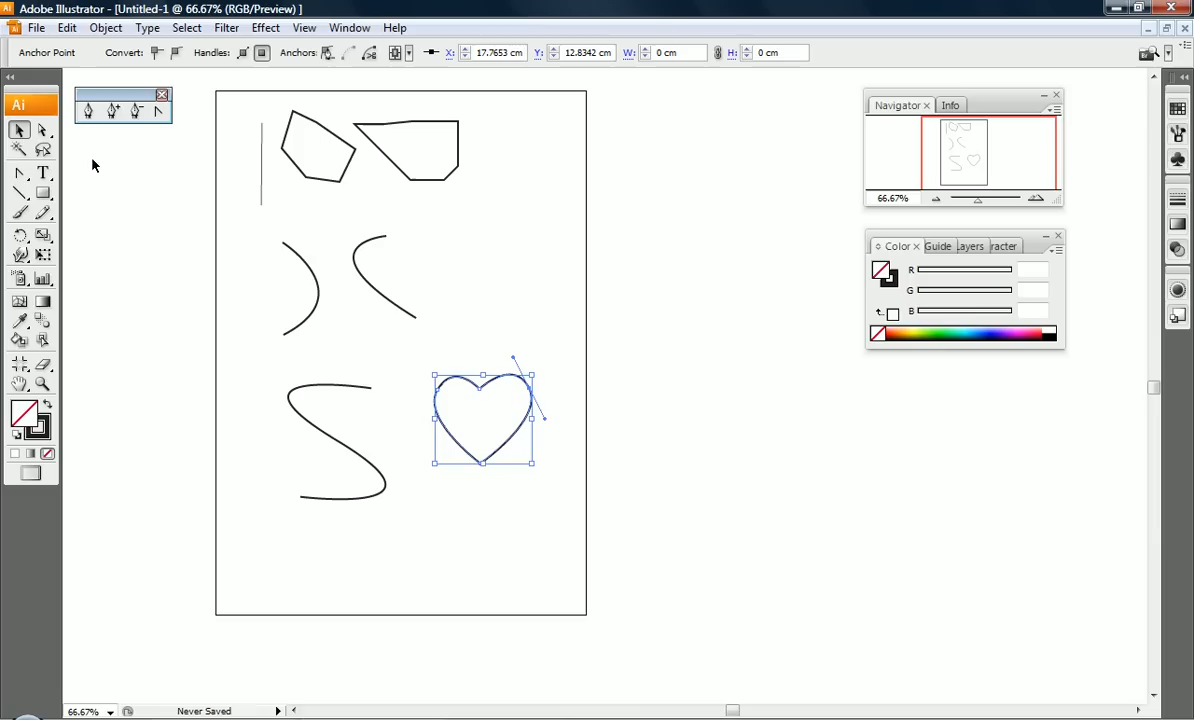 Ai Adobe Illustrator - [Untitled-1 @ 66.67% (RGB/Preview) ]
File Edit Object Type Select Filter Effect View Window Help
Anchor Point Convert: Handles: Anchors: X: 17.7653 cm Y: 12.8342 cm W: 0 cm H: 0 cm
Ai
T
Navigator Info
66.67%
Color Guide ayers racter
R
G
B
66.67% Never Saved